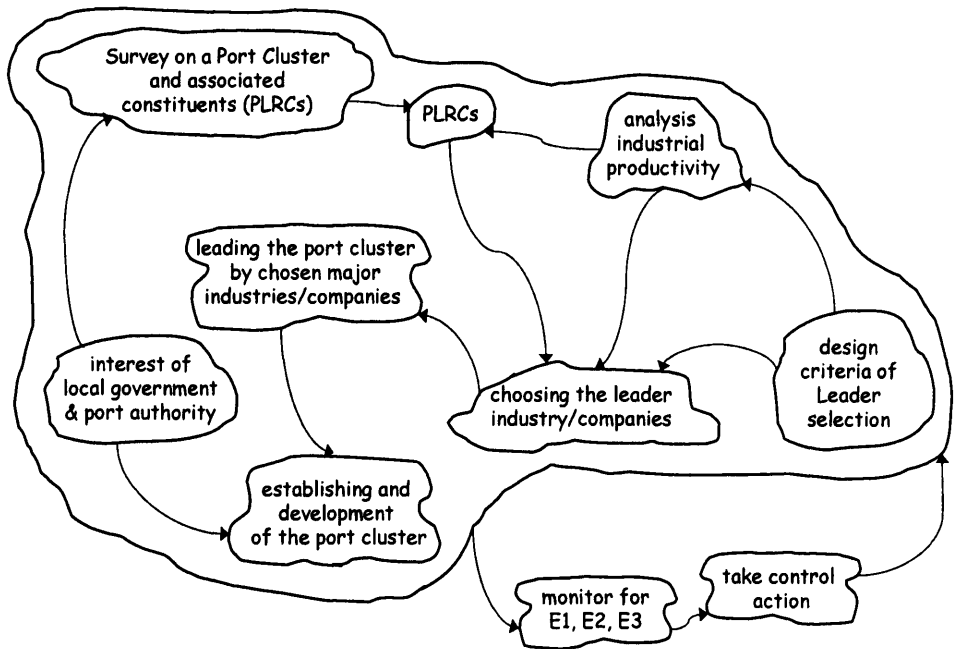 Survey on a Port Cluster
and associated
constituents (PLRCs)
PLRCs
analysis
industrial
productivity
leading the port cluster
by chosen major
industries/companies
interest of
local government
& port authority
choosing the leader
industry/companies
design
criteria of
Leader
selection
establishing and
development
of the port cluster
monitor for
E1, E2, E3
take control
action